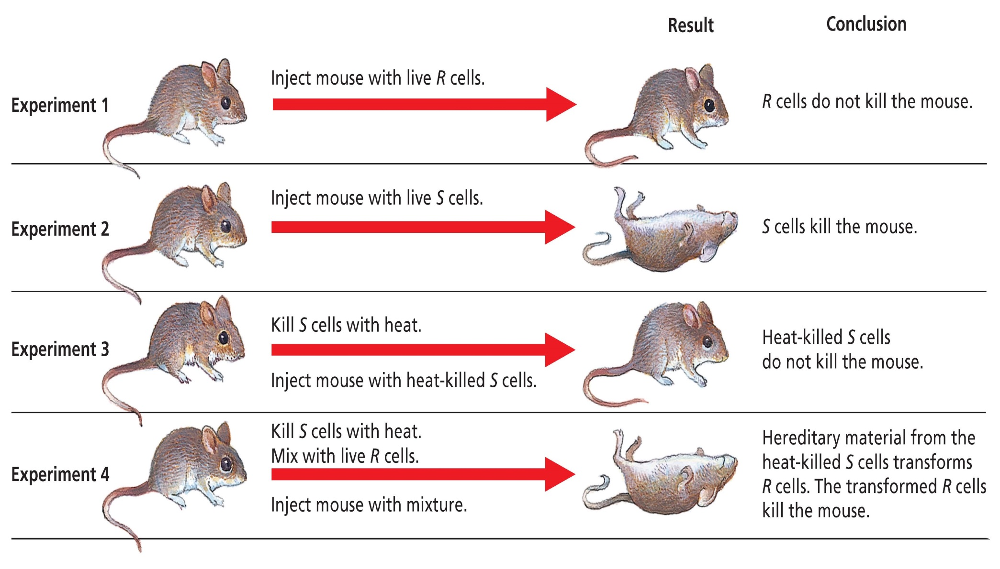 Result
Conclusion
Experiment 1
Inject mouse with live R cells.
R cells do not kill the mouse.
Experiment 2
Inject mouse with live S cells.
S cells kill the mouse.
Experiment 3
Kill S cells with heat.
Inject mouse with heat-killed S cells.
Heat-killed S cells
do not kill the mouse.
Experiment 4
Kill S cells with heat.
Mix with live R cells.
Inject mouse with mixture.
Hereditary material from the
heat-killed S cells transforms
R cells. The transformed R cells
kill the mouse.